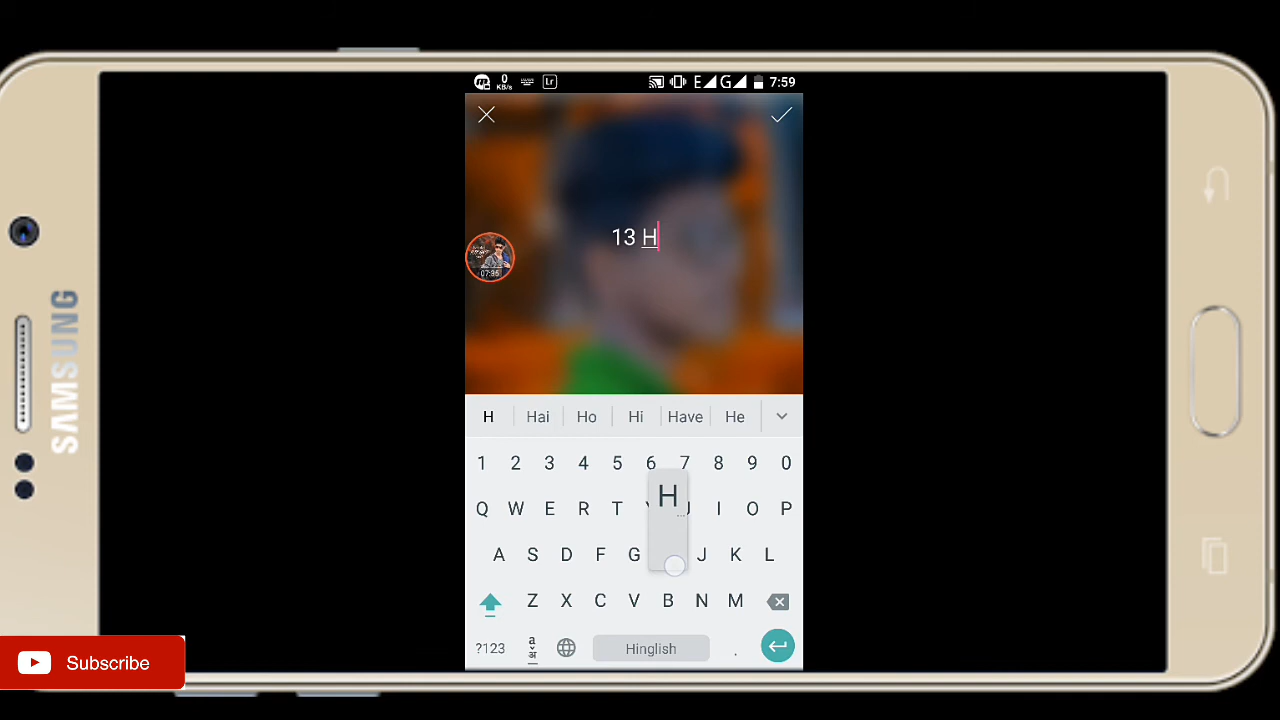 0
KB/s
Lr
E
G
7:59
13 H
07:35
H Hai Ho Hi Have He
1 2 3 4 5 6 7 8 9 0
Q W E R T Y J I O P
H
A S D F G J K L
Z X C V B N M
?123
a
अ
Hinglish
.
SAMSUNG
Subscribe